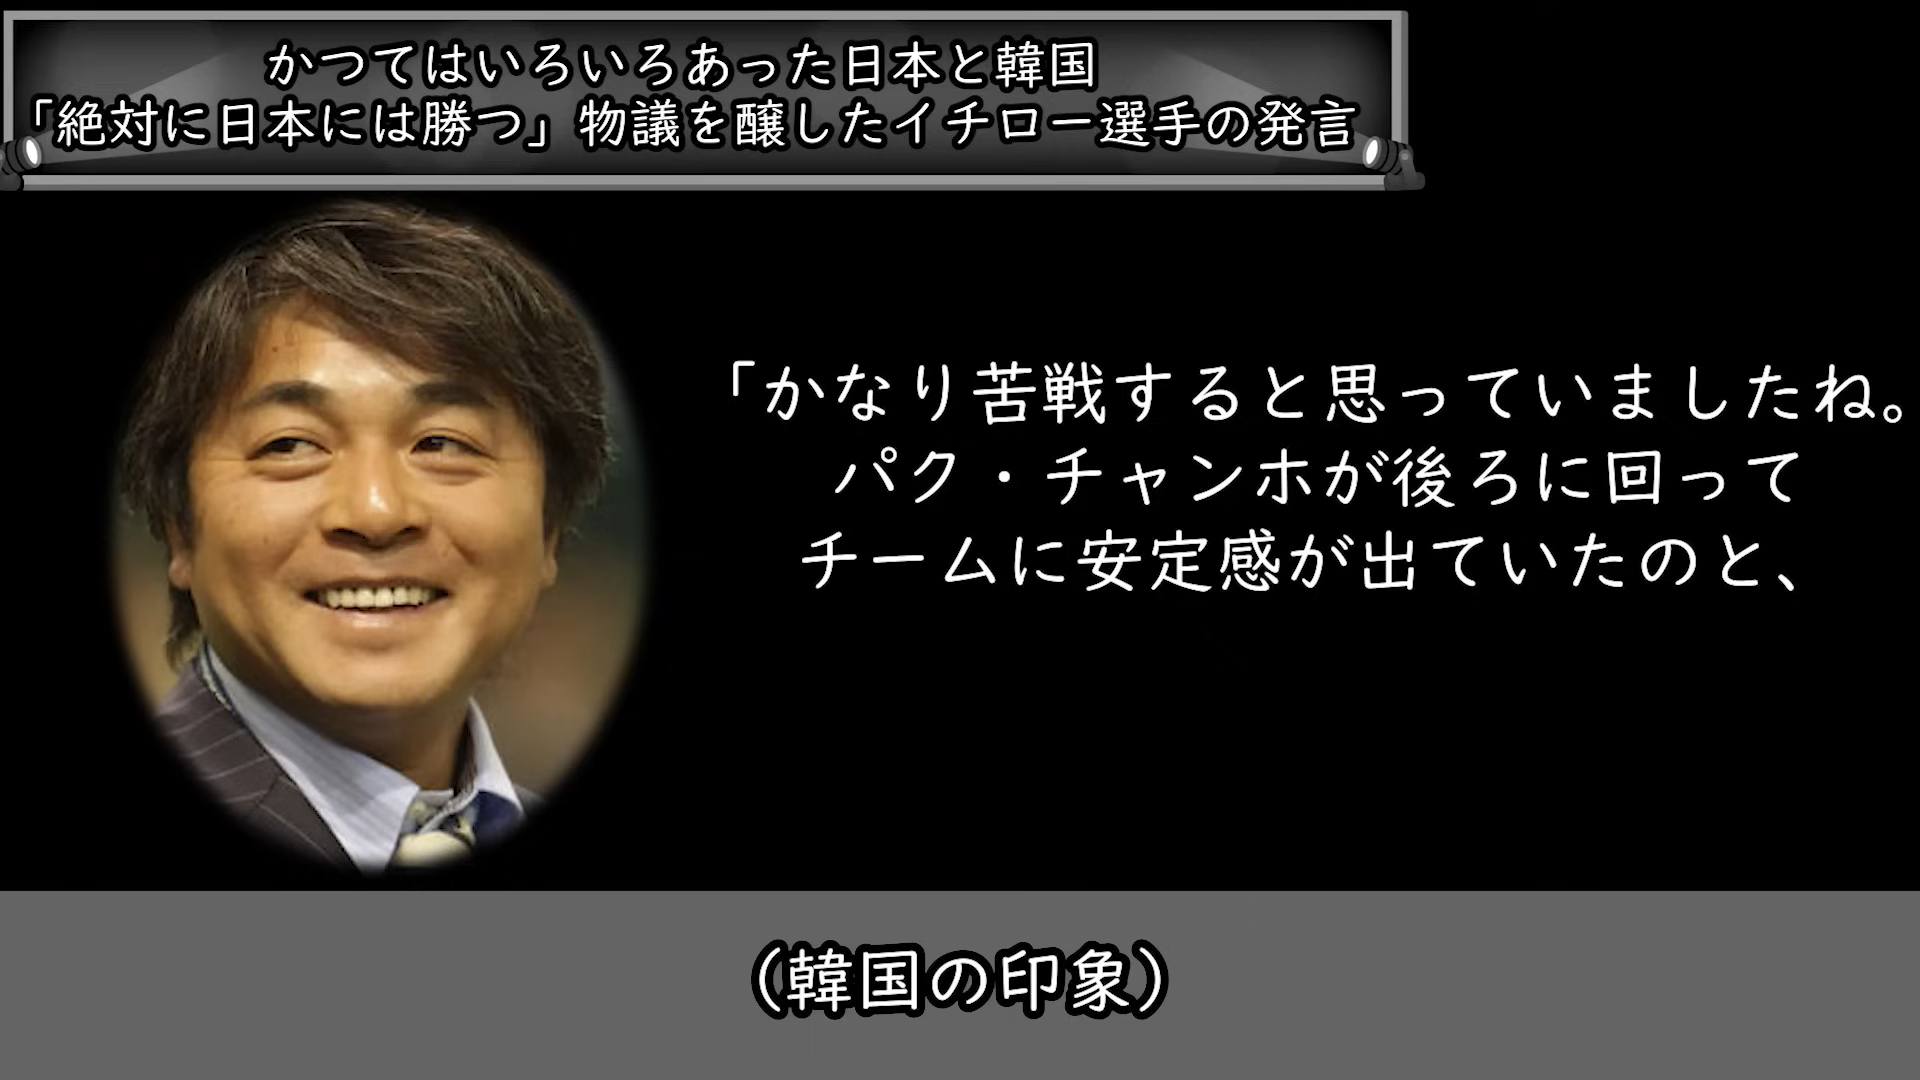 かつてはいろいろあった日本と韓国
「絶対に日本には勝つ」物議を醸したイチロー選手の発言
「かなり苦戦すると思っていましたね。
パク・チャンホが後ろに回って
チームに安定感が出ていたのと、
（韓国の印象）